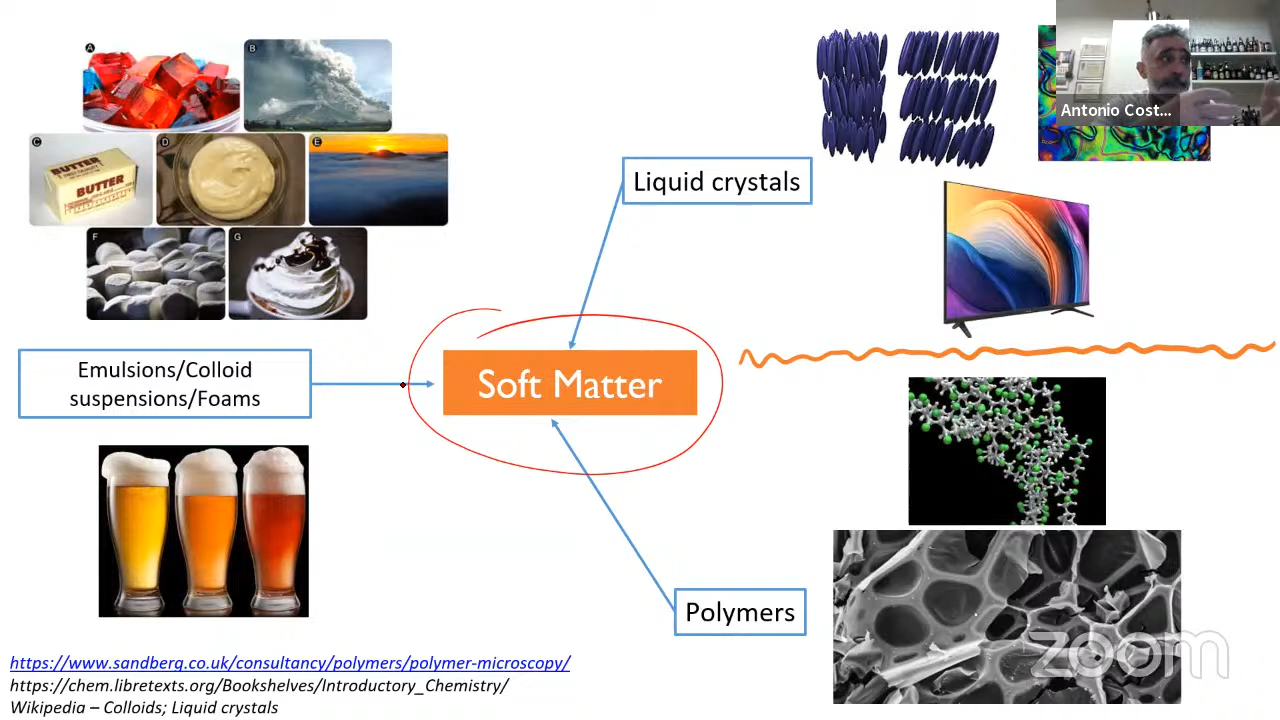 A
B
C
D
E
F
G
BUTTER
BUTTER
Liquid crystals
Antonio Cost...
Emulsions/Colloid
suspensions/Foams
Soft Matter
Polymers
https://www.sandberg.co.uk/consultancy/polymers/polymer-microscopy/
https://chem.libretexts.org/Bookshelves/Introductory_Chemistry/
Wikipedia – Colloids; Liquid crystals
zoom